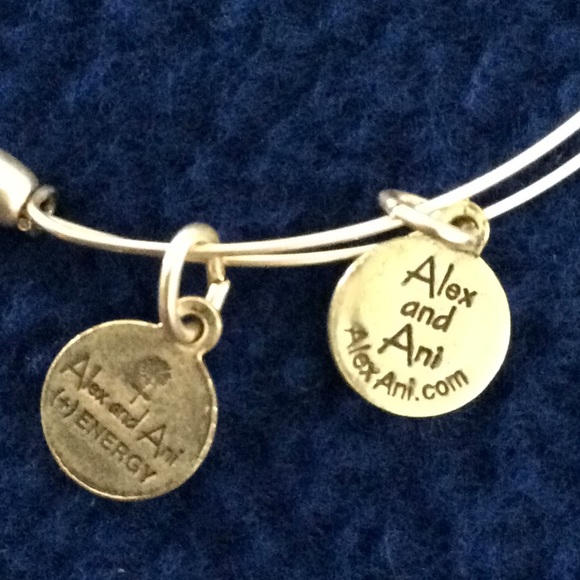 Alex and Ani
(+) ENERGY
Alex
and
Ani
AlexAni.com